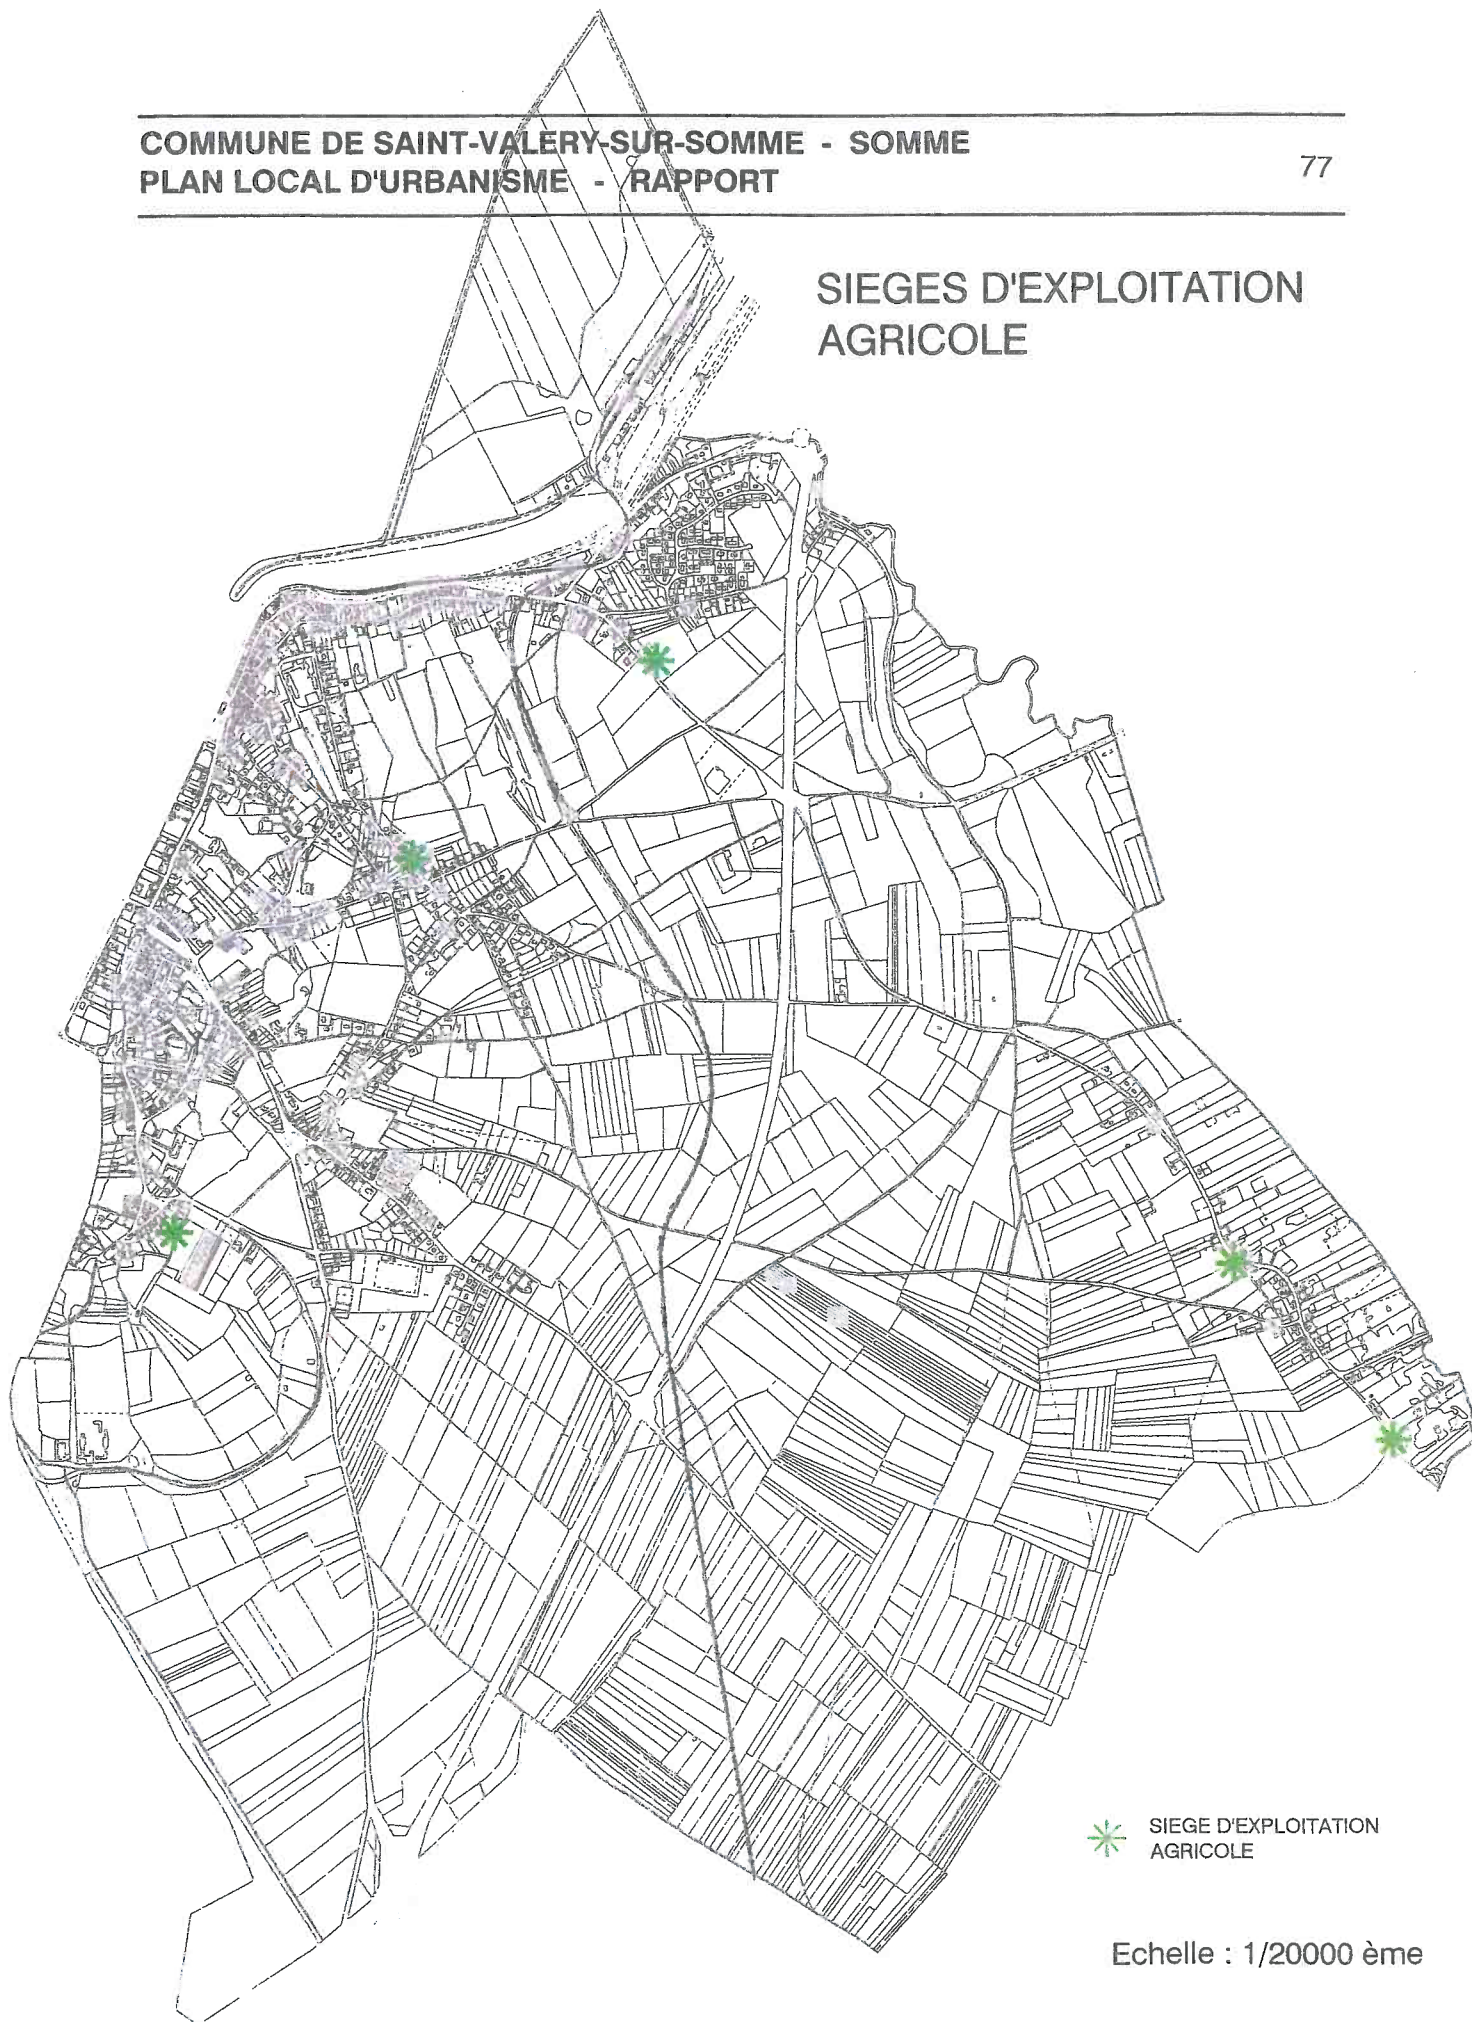 COMMUNE DE SAINT-VALERY-SUR-SOMME - SOMME
PLAN LOCAL D'URBANISME - RAPPORT
77
SIEGES D'EXPLOITATION
AGRICOLE
SIEGE D'EXPLOITATION
AGRICOLE
Echelle : 1/20000 ème